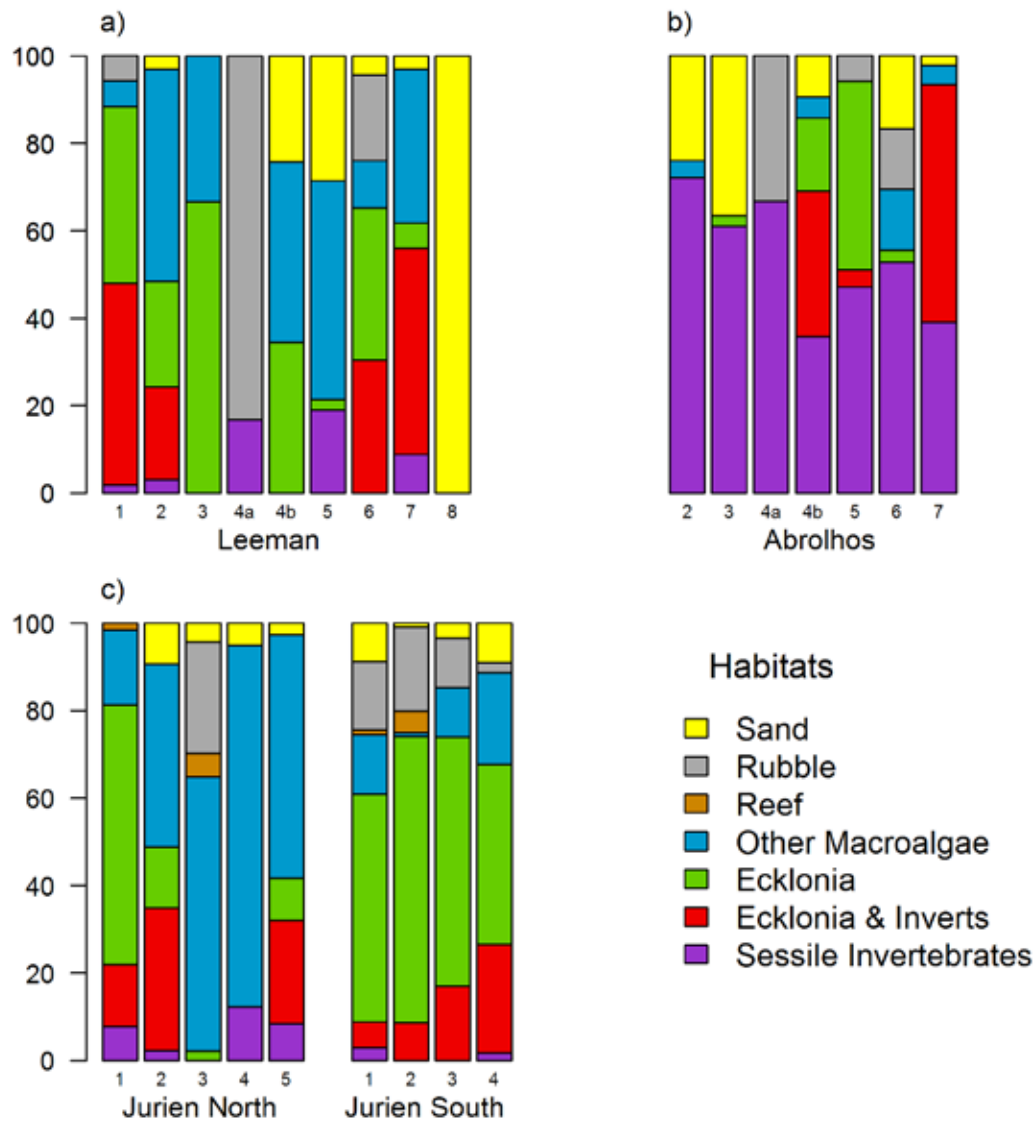 a)
b)
100
80
60
40
20
0
1 2 3 4a 4b 5 6 7 8
2 3 4a 4b 5 6 7
Leeman
Abrolhos
c)
100
80
60
40
20
0
1 2 3 4 5
1 2 3 4
Jurien North
Jurien South
Habitats
Sand
Rubble
Reef
Other Macroalgae
Ecklonia
Ecklonia & Inverts
Sessile Invertebrates